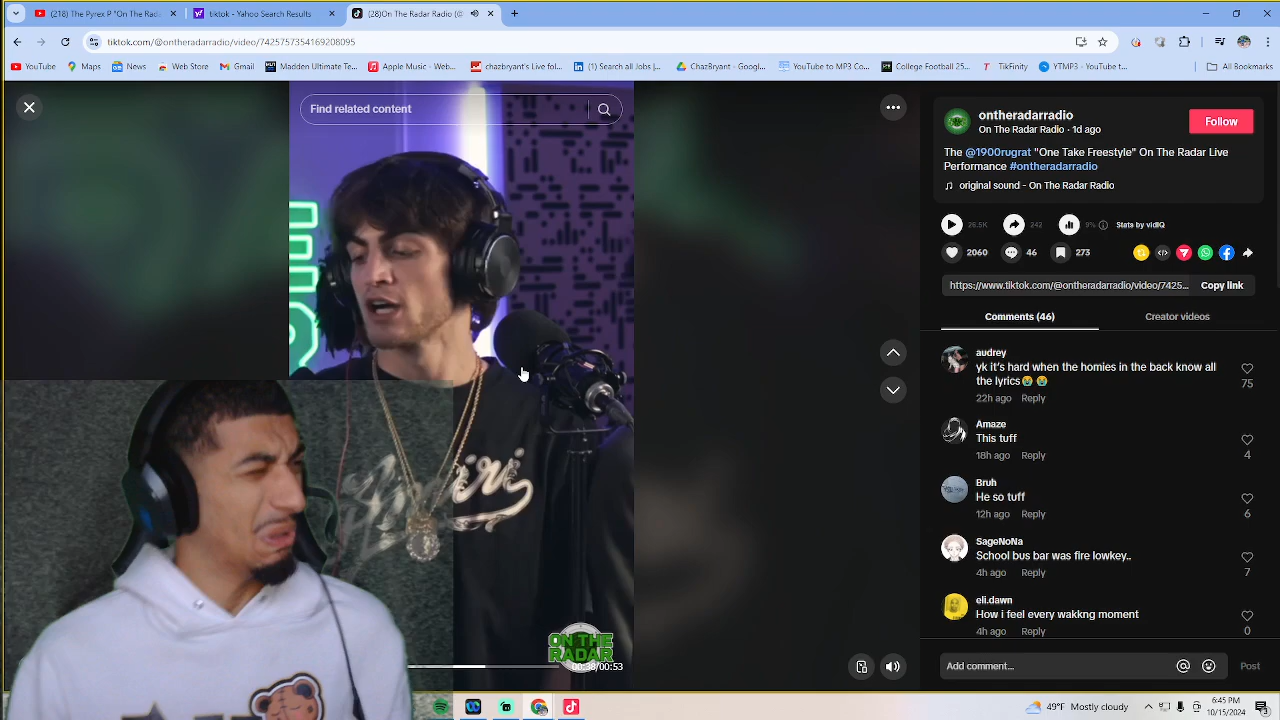 (218) The Pyrex P "On The Rada
tiktok - Yahoo Search Results
(28)On The Radar Radio (@
tiktok.com/@ontheradarradio/video/7425757354169208095
YouTube
Maps
News
Web Store
Gmail
Madden Ultimate Te...
Apple Music - Web...
chazbryant's Live fol...
(1) Search all Jobs |...
ChazBryant - Googl...
YouTube to MP3 Co...
College Football 25...
TikFinity
YTMP3 - YouTube t...
All Bookmarks
Find related content
ON THE
RADAR
00:38/00:53
ontheradarradio
On The Radar Radio · 1d ago
Follow
The @1900rugrat "One Take Freestyle" On The Radar Live
Performance #ontheradarradio
original sound - On The Radar Radio
26.5K
242
9%
Stats by vidIQ
2060
46
273
https://www.tiktok.com/@ontheradarradio/video/7425...
Copy link
Comments (46)
Creator videos
audrey
yk it's hard when the homies in the back know all
the lyrics😭😭
75
22h ago
Reply
Amaze
This tuff
4
18h ago
Reply
Bruh
He so tuff
6
12h ago
Reply
SageNoNa
School bus bar was fire lowkey..
7
4h ago
Reply
eli.dawn
How i feel every wakkng moment
0
4h ago
Reply
Add comment...
Post
49°F Mostly cloudy
6:45 PM
10/15/2024